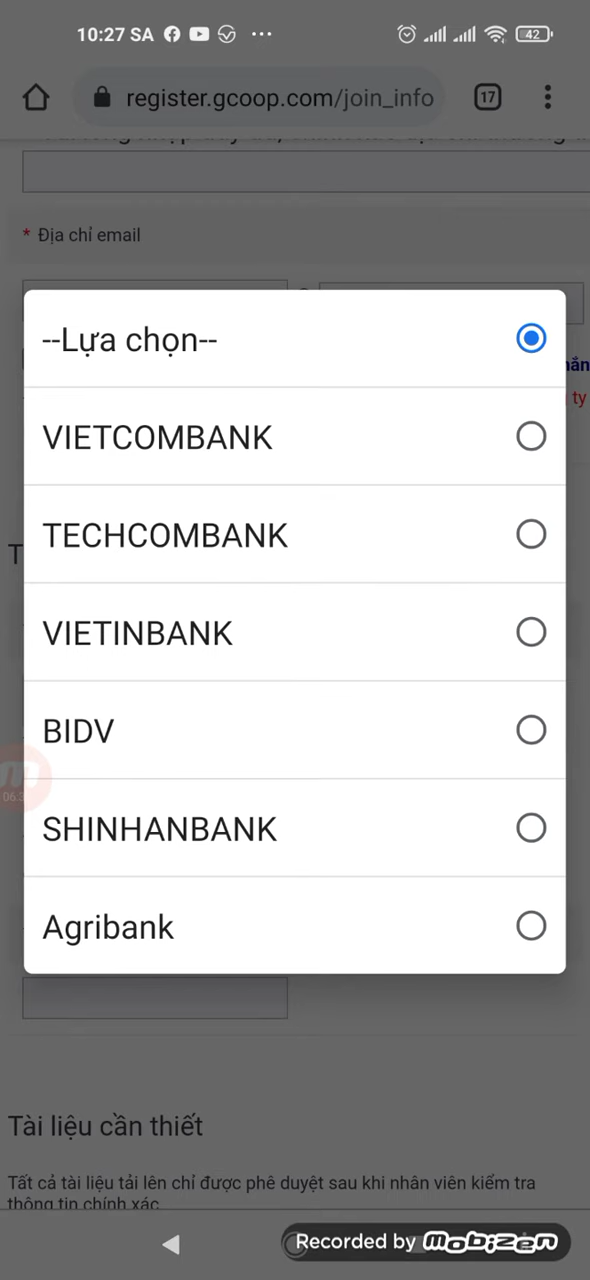 10:27 SA
42
register.gcoop.com/join_info
17
* Địa chỉ email
--Lựa chọn--
ty
VIETCOMBANK
TECHCOMBANK
VIETINBANK
BIDV
SHINHANBANK
Agribank
Tài liệu cần thiết
Tất cả tài liệu tải lên chỉ được phê duyệt sau khi nhân viên kiểm tra
thông tin chính xác
Recorded by mobizen